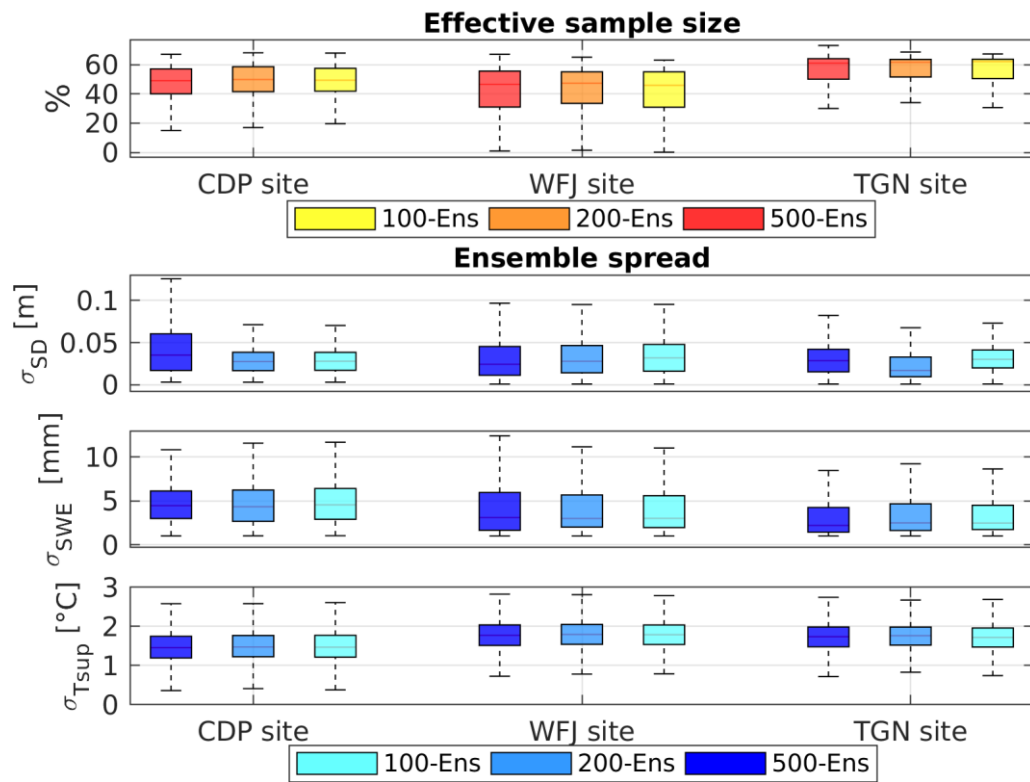 Effective sample size
%
60
40
20
0
CDP site WFJ site TGN site
100-Ens 200-Ens 500-Ens
Ensemble spread
σSD [m]
0.1
0.05
0
σSWE [mm]
10
5
0
σTsup [°C]
3
2
1
0
CDP site WFJ site TGN site
100-Ens 200-Ens 500-Ens